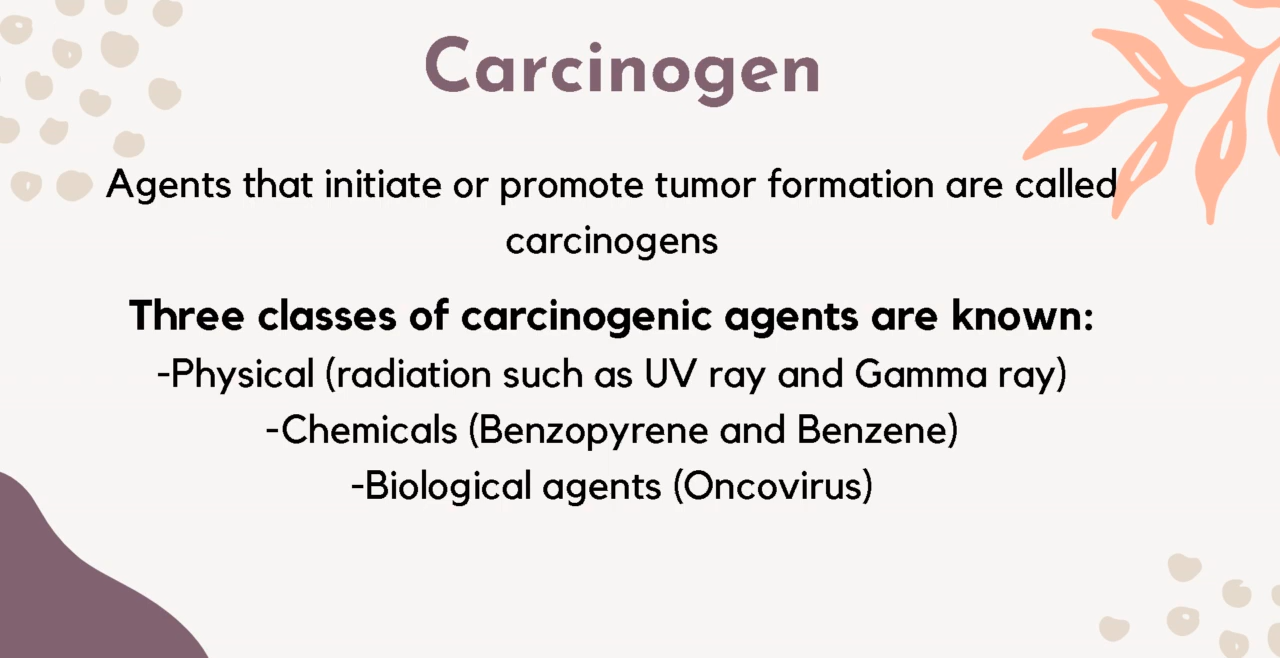 Carcinogen
Agents that initiate or promote tumor formation are called
carcinogens
Three classes of carcinogenic agents are known:
-Physical (radiation such as UV ray and Gamma ray)
-Chemicals (Benzopyrene and Benzene)
-Biological agents (Oncovirus)